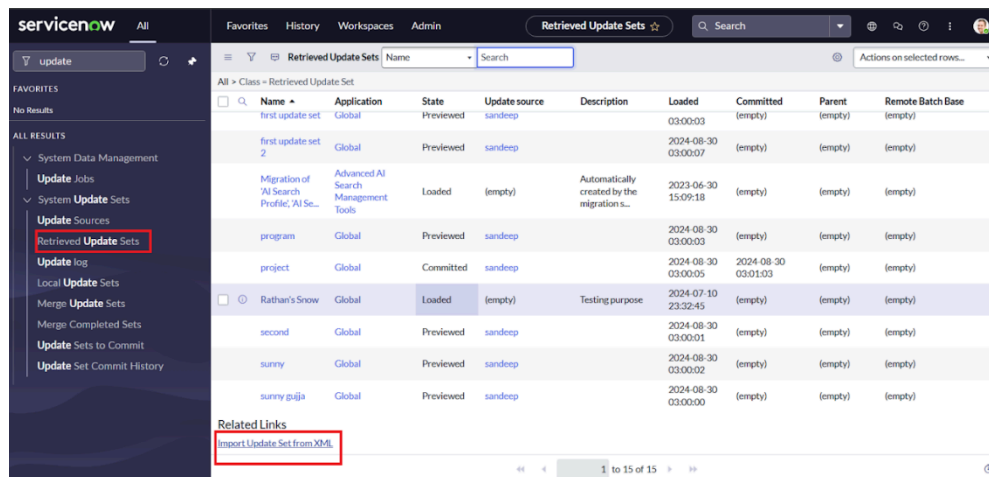 servicenow All Favorites History Workspaces Admin Retrieved Update Sets Search
update
FAVORITES
No Results
ALL RESULTS
System Data Management
Update Jobs
System Update Sets
Update Sources
Retrieved Update Sets
Update log
Local Update Sets
Merge Update Sets
Merge Completed Sets
Update Sets to Commit
Update Set Commit History
Retrieved Update Sets Name Search Actions on selected rows...
All > Class = Retrieved Update Set
Name Application State Update source Description Loaded Committed Parent Remote Batch Base
first update set Global Previewed sandeep 03:00:03 (empty) (empty) (empty)
first update set 2 Global Previewed sandeep 2024-08-30 03:00:07 (empty) (empty) (empty)
Migration of 'AI Search Profile', 'AI Se... Advanced AI Search Management Tools Loaded (empty) Automatically created by the migration s... 2023-06-30 15:09:18 (empty) (empty) (empty)
program Global Previewed sandeep 2024-08-30 03:00:03 (empty) (empty) (empty)
project Global Committed sandeep 2024-08-30 03:00:05 2024-08-30 03:01:03 (empty) (empty)
Rathan's Snow Global Loaded (empty) Testing purpose 2024-07-10 23:32:45 (empty) (empty) (empty)
second Global Previewed sandeep 2024-08-30 03:00:01 (empty) (empty) (empty)
sunny Global Previewed sandeep 2024-08-30 03:00:02 (empty) (empty) (empty)
sunny gujja Global Previewed sandeep 2024-08-30 03:00:00 (empty) (empty) (empty)
Related Links
Import Update Set from XML
1 to 15 of 15